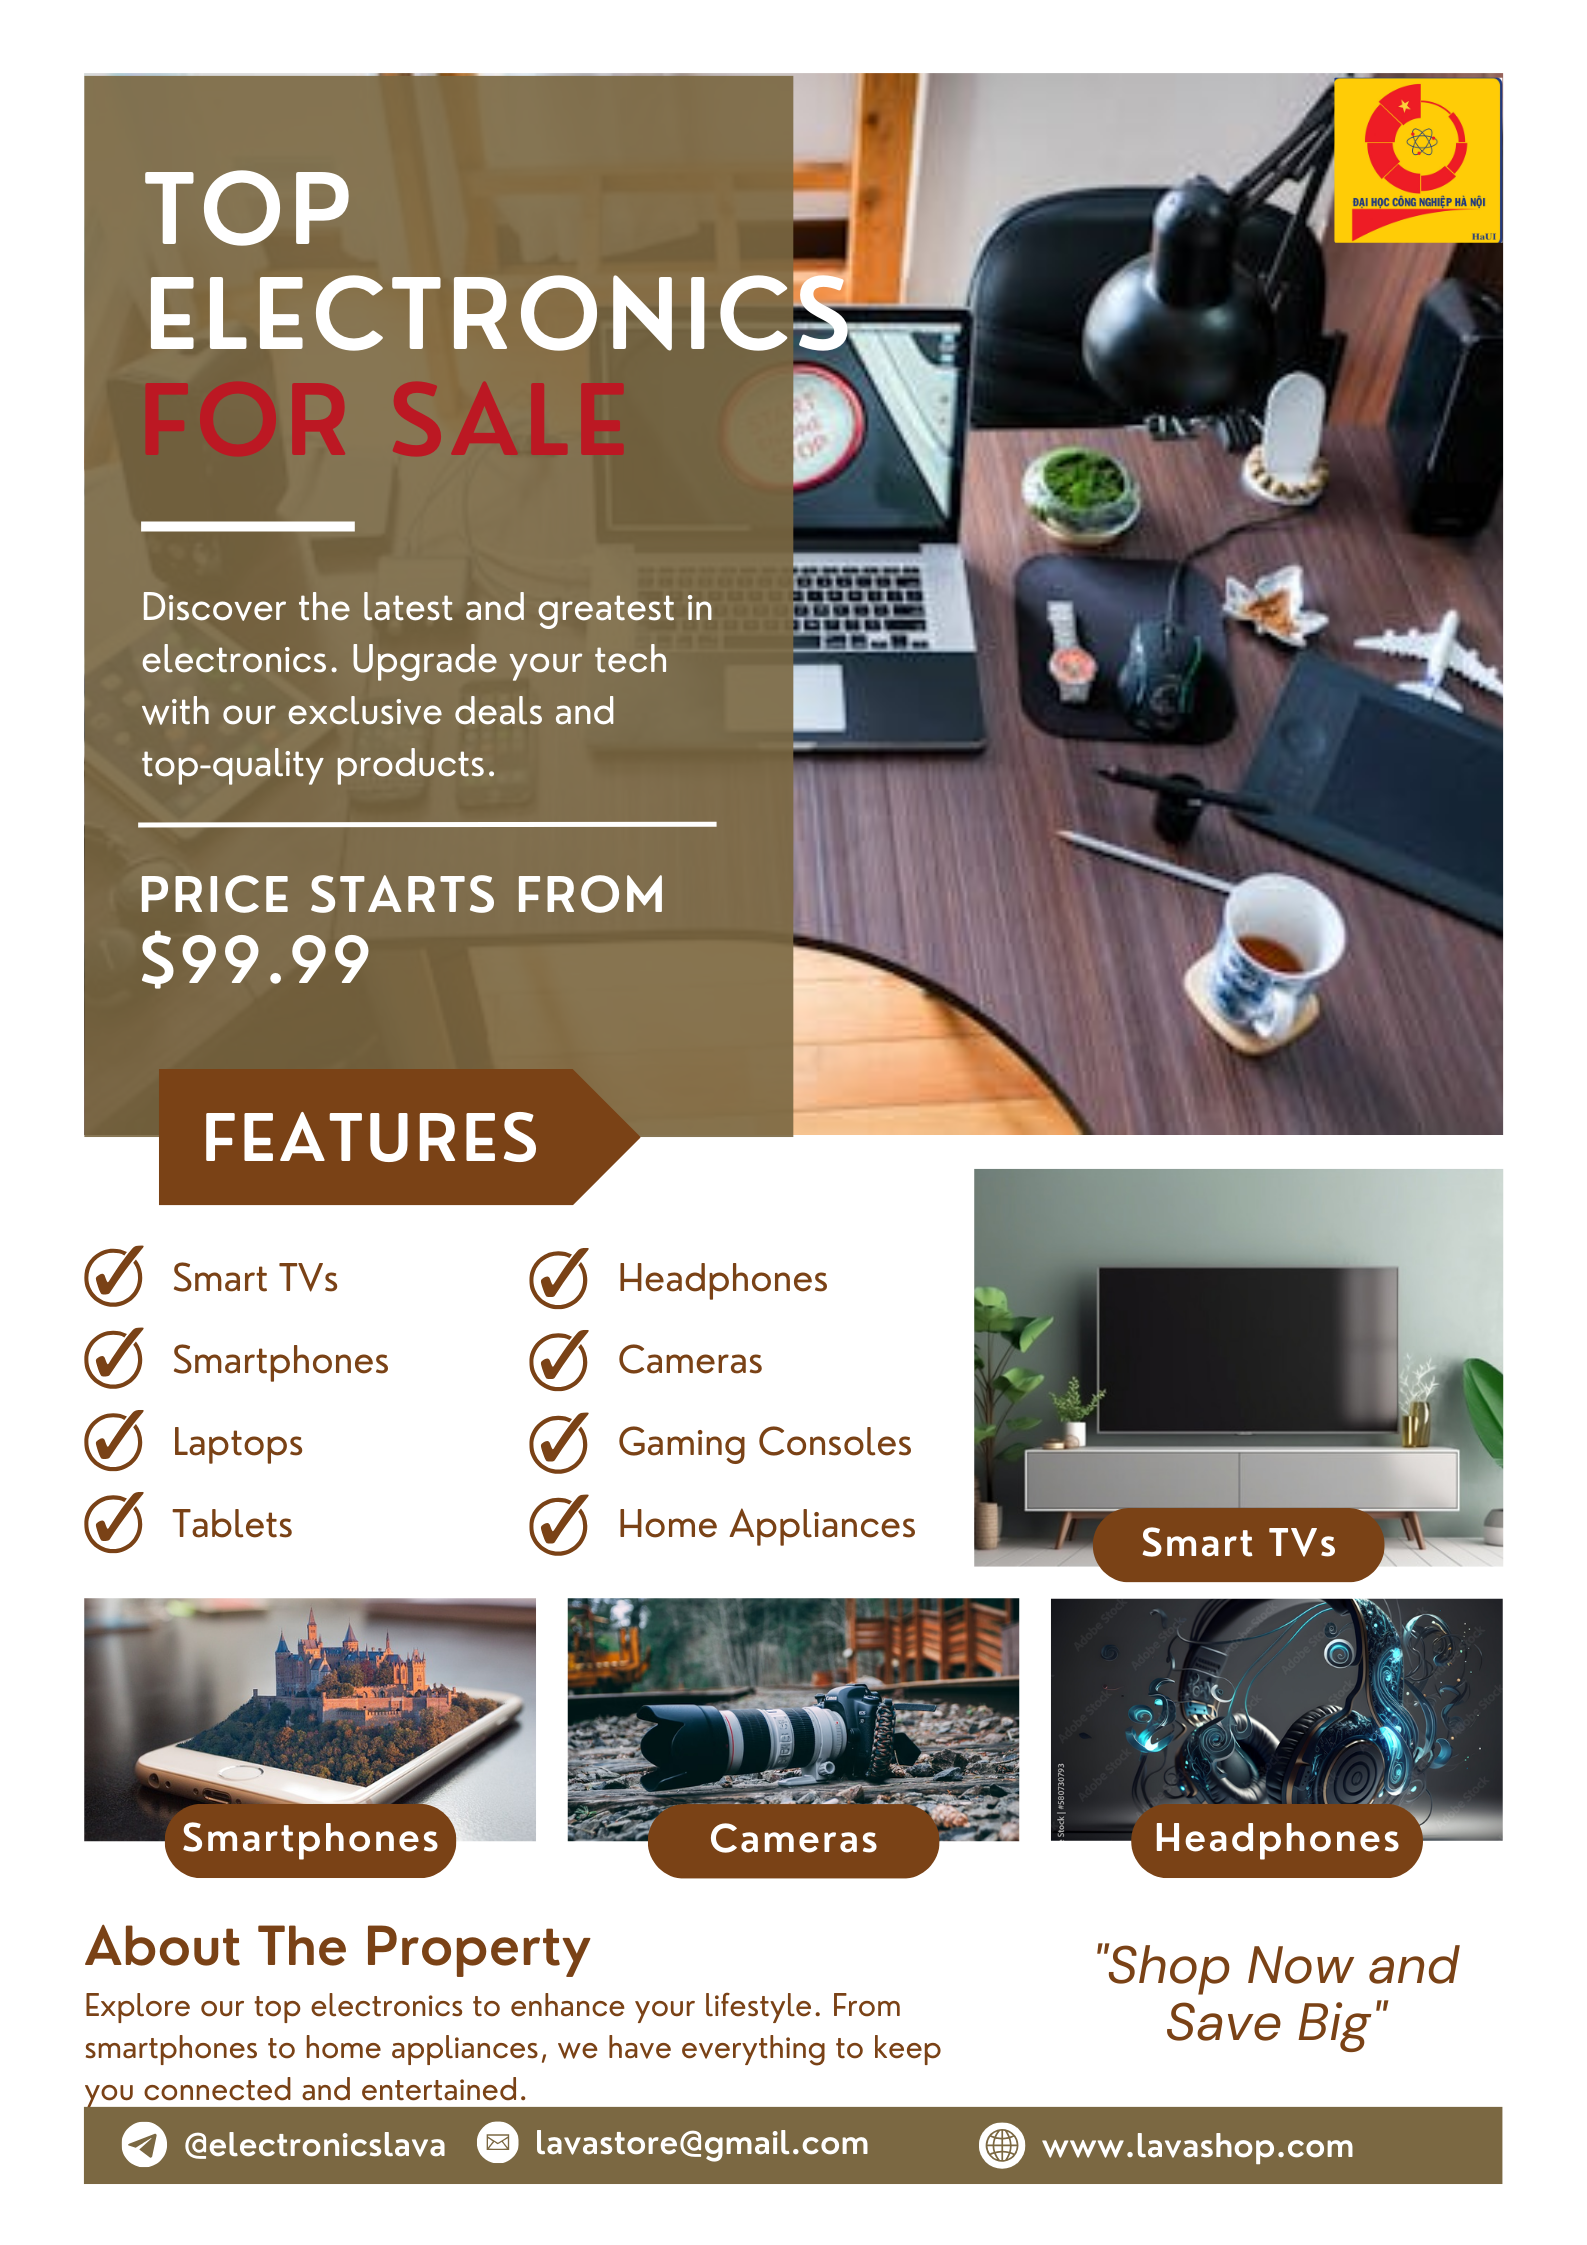 TOP
ELECTRONICS
FOR SALE
Discover the latest and greatest in
electronics. Upgrade your tech
with our exclusive deals and
top-quality products.
PRICE STARTS FROM
$99.99
ĐẠI HỌC CÔNG NGHIỆP HÀ NỘI
HaUI
FEATURES
Smart TVs
Smartphones
Laptops
Tablets
Headphones
Cameras
Gaming Consoles
Home Appliances
Smart TVs
Smartphones
Cameras
Headphones
Adobe Stock
Stock | #580730793
About The Property
Explore our top electronics to enhance your lifestyle. From
smartphones to home appliances, we have everything to keep
you connected and entertained.
"Shop Now and
Save Big"
@electronicslava
lavastore@gmail.com
www.lavashop.com